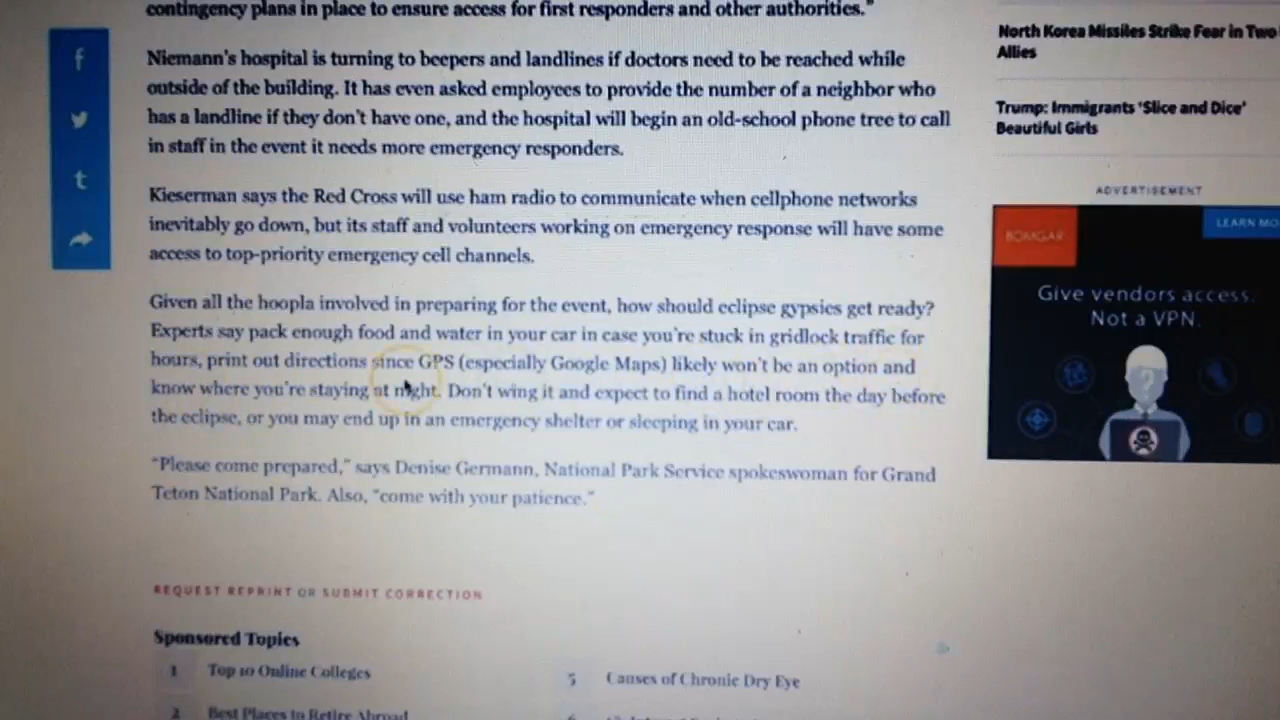 contingency plans in place to ensure access for first responders and other authorities."
Niemann's hospital is turning to beepers and landlines if doctors need to be reached while
outside of the building. It has even asked employees to provide the number of a neighbor who
has a landline if they don't have one, and the hospital will begin an old-school phone tree to call
in staff in the event it needs more emergency responders.
Kieserman says the Red Cross will use ham radio to communicate when cellphone networks
inevitably go down, but its staff and volunteers working on emergency response will have some
access to top-priority emergency cell channels.
Given all the hoopla involved in preparing for the event, how should eclipse gypsies get ready?
Experts say pack enough food and water in your car in case you're stuck in gridlock traffic for
hours, print out directions since GPS (especially Google Maps) likely won't be an option and
know where you're staying at night. Don't wing it and expect to find a hotel room the day before
the eclipse, or you may end up in an emergency shelter or sleeping in your car.
"Please come prepared," says Denise Germann, National Park Service spokeswoman for Grand
Teton National Park. Also, "come with your patience."
REQUEST REPRINT OR SUBMIT CORRECTION
Sponsored Topics
1 Top 10 Online Colleges
2 Best Places to Retire Abroad
5 Causes of Chronic Dry Eye
6
North Korea Missiles Strike Fear in Two
Allies
Trump: Immigrants 'Slice and Dice'
Beautiful Girls
ADVERTISEMENT
BOMGAR
LEARN MO
Give vendors access.
Not a VPN.